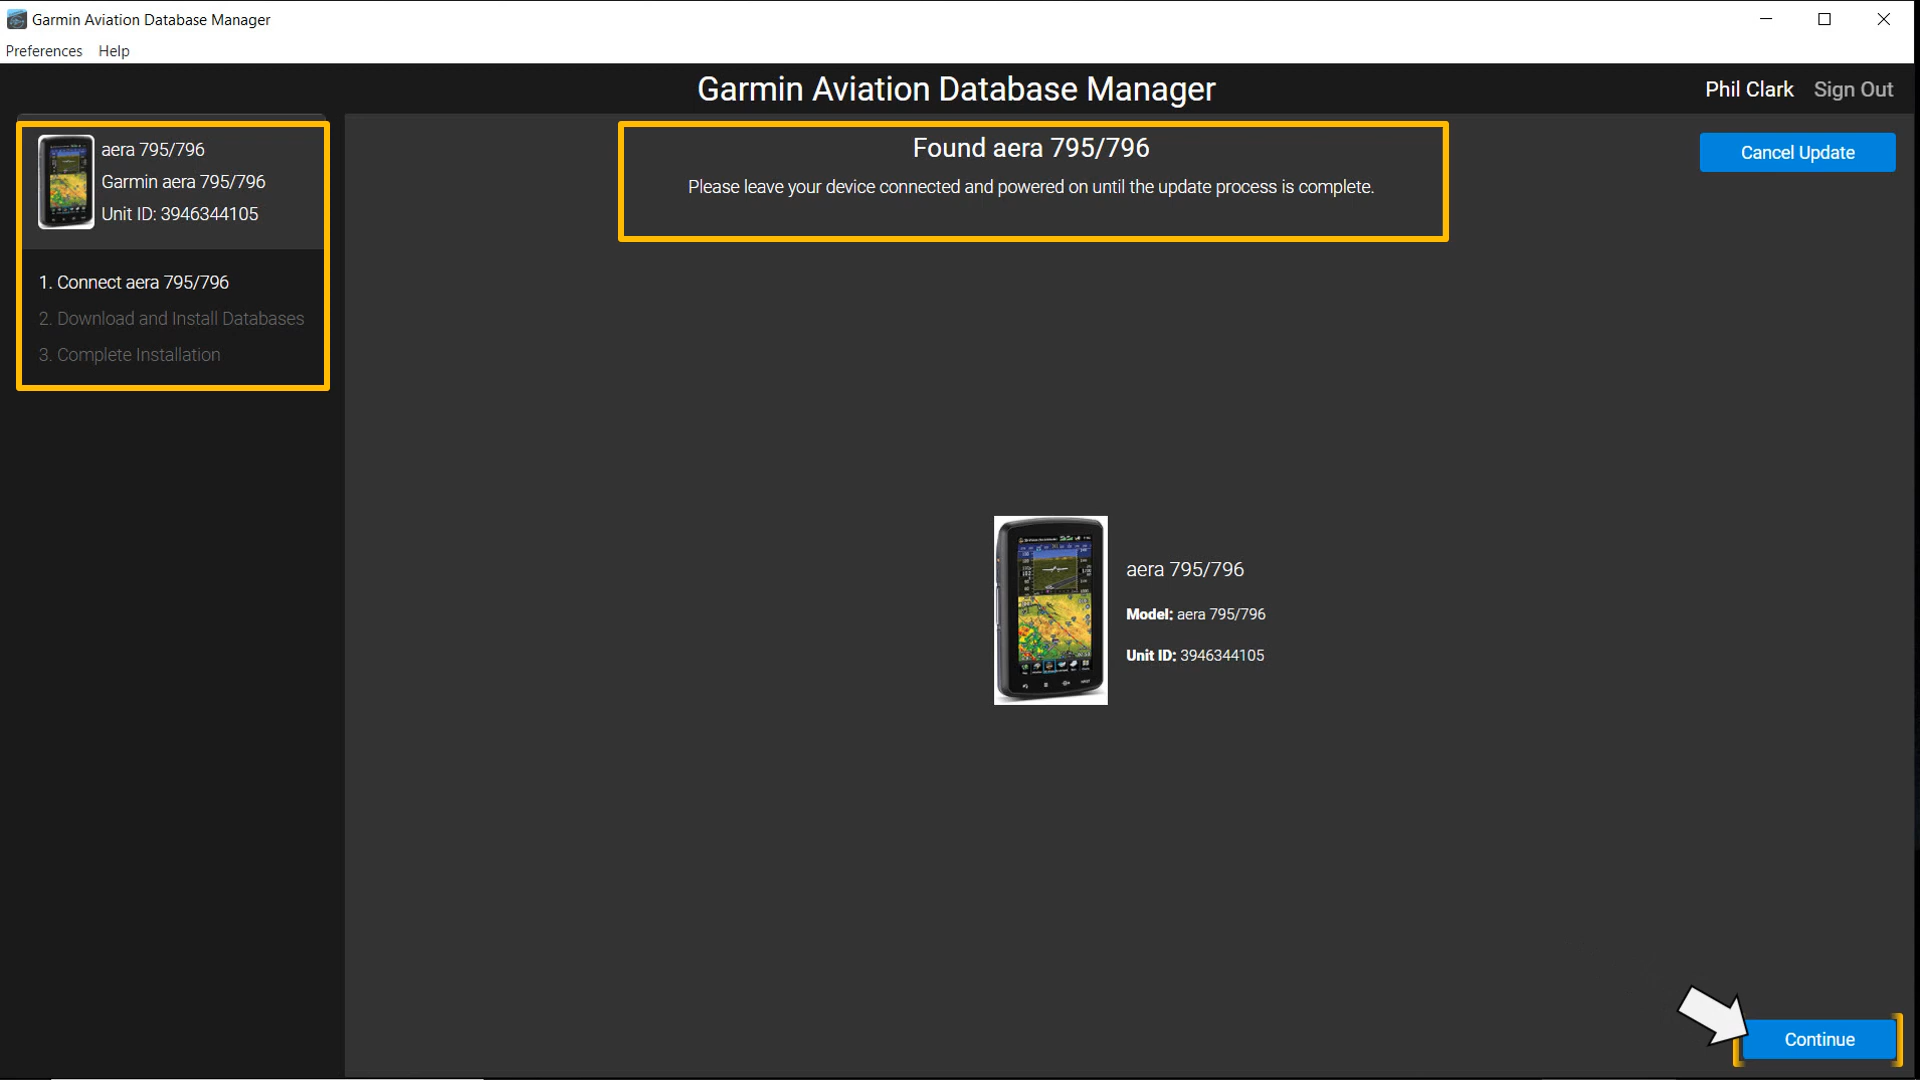 Garmin Aviation Database Manager
Preferences Help
Garmin Aviation Database Manager
Phil Clark Sign Out
aera 795/796
Garmin aera 795/796
Unit ID: 3946344105
1. Connect aera 795/796
2. Download and Install Databases
3. Complete Installation
Found aera 795/796
Please leave your device connected and powered on until the update process is complete.
Cancel Update
aera 795/796
Model: aera 795/796
Unit ID: 3946344105
Continue